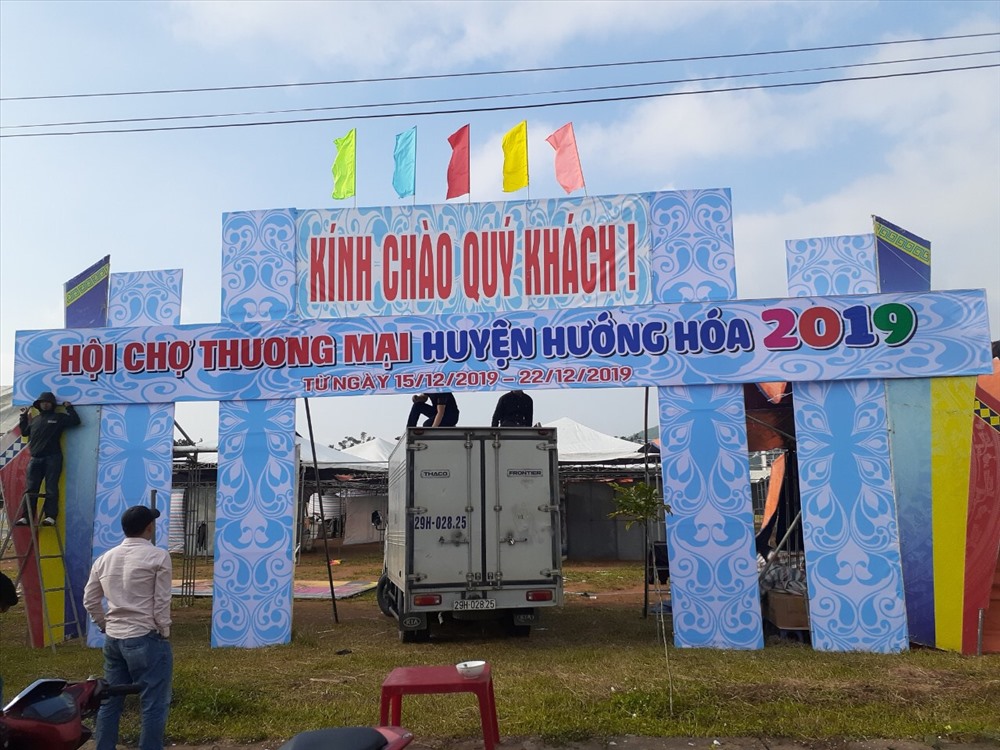 KÍNH CHÀO QUÝ KHÁCH !
HỘI CHỢ THƯƠNG MẠI HUYỆN HƯỚNG HÓA 2019
TỪ NGÀY 15/12/2019 – 22/12/2019
THACO FRONTIER
29H-028.25
29H 028.25
KIA